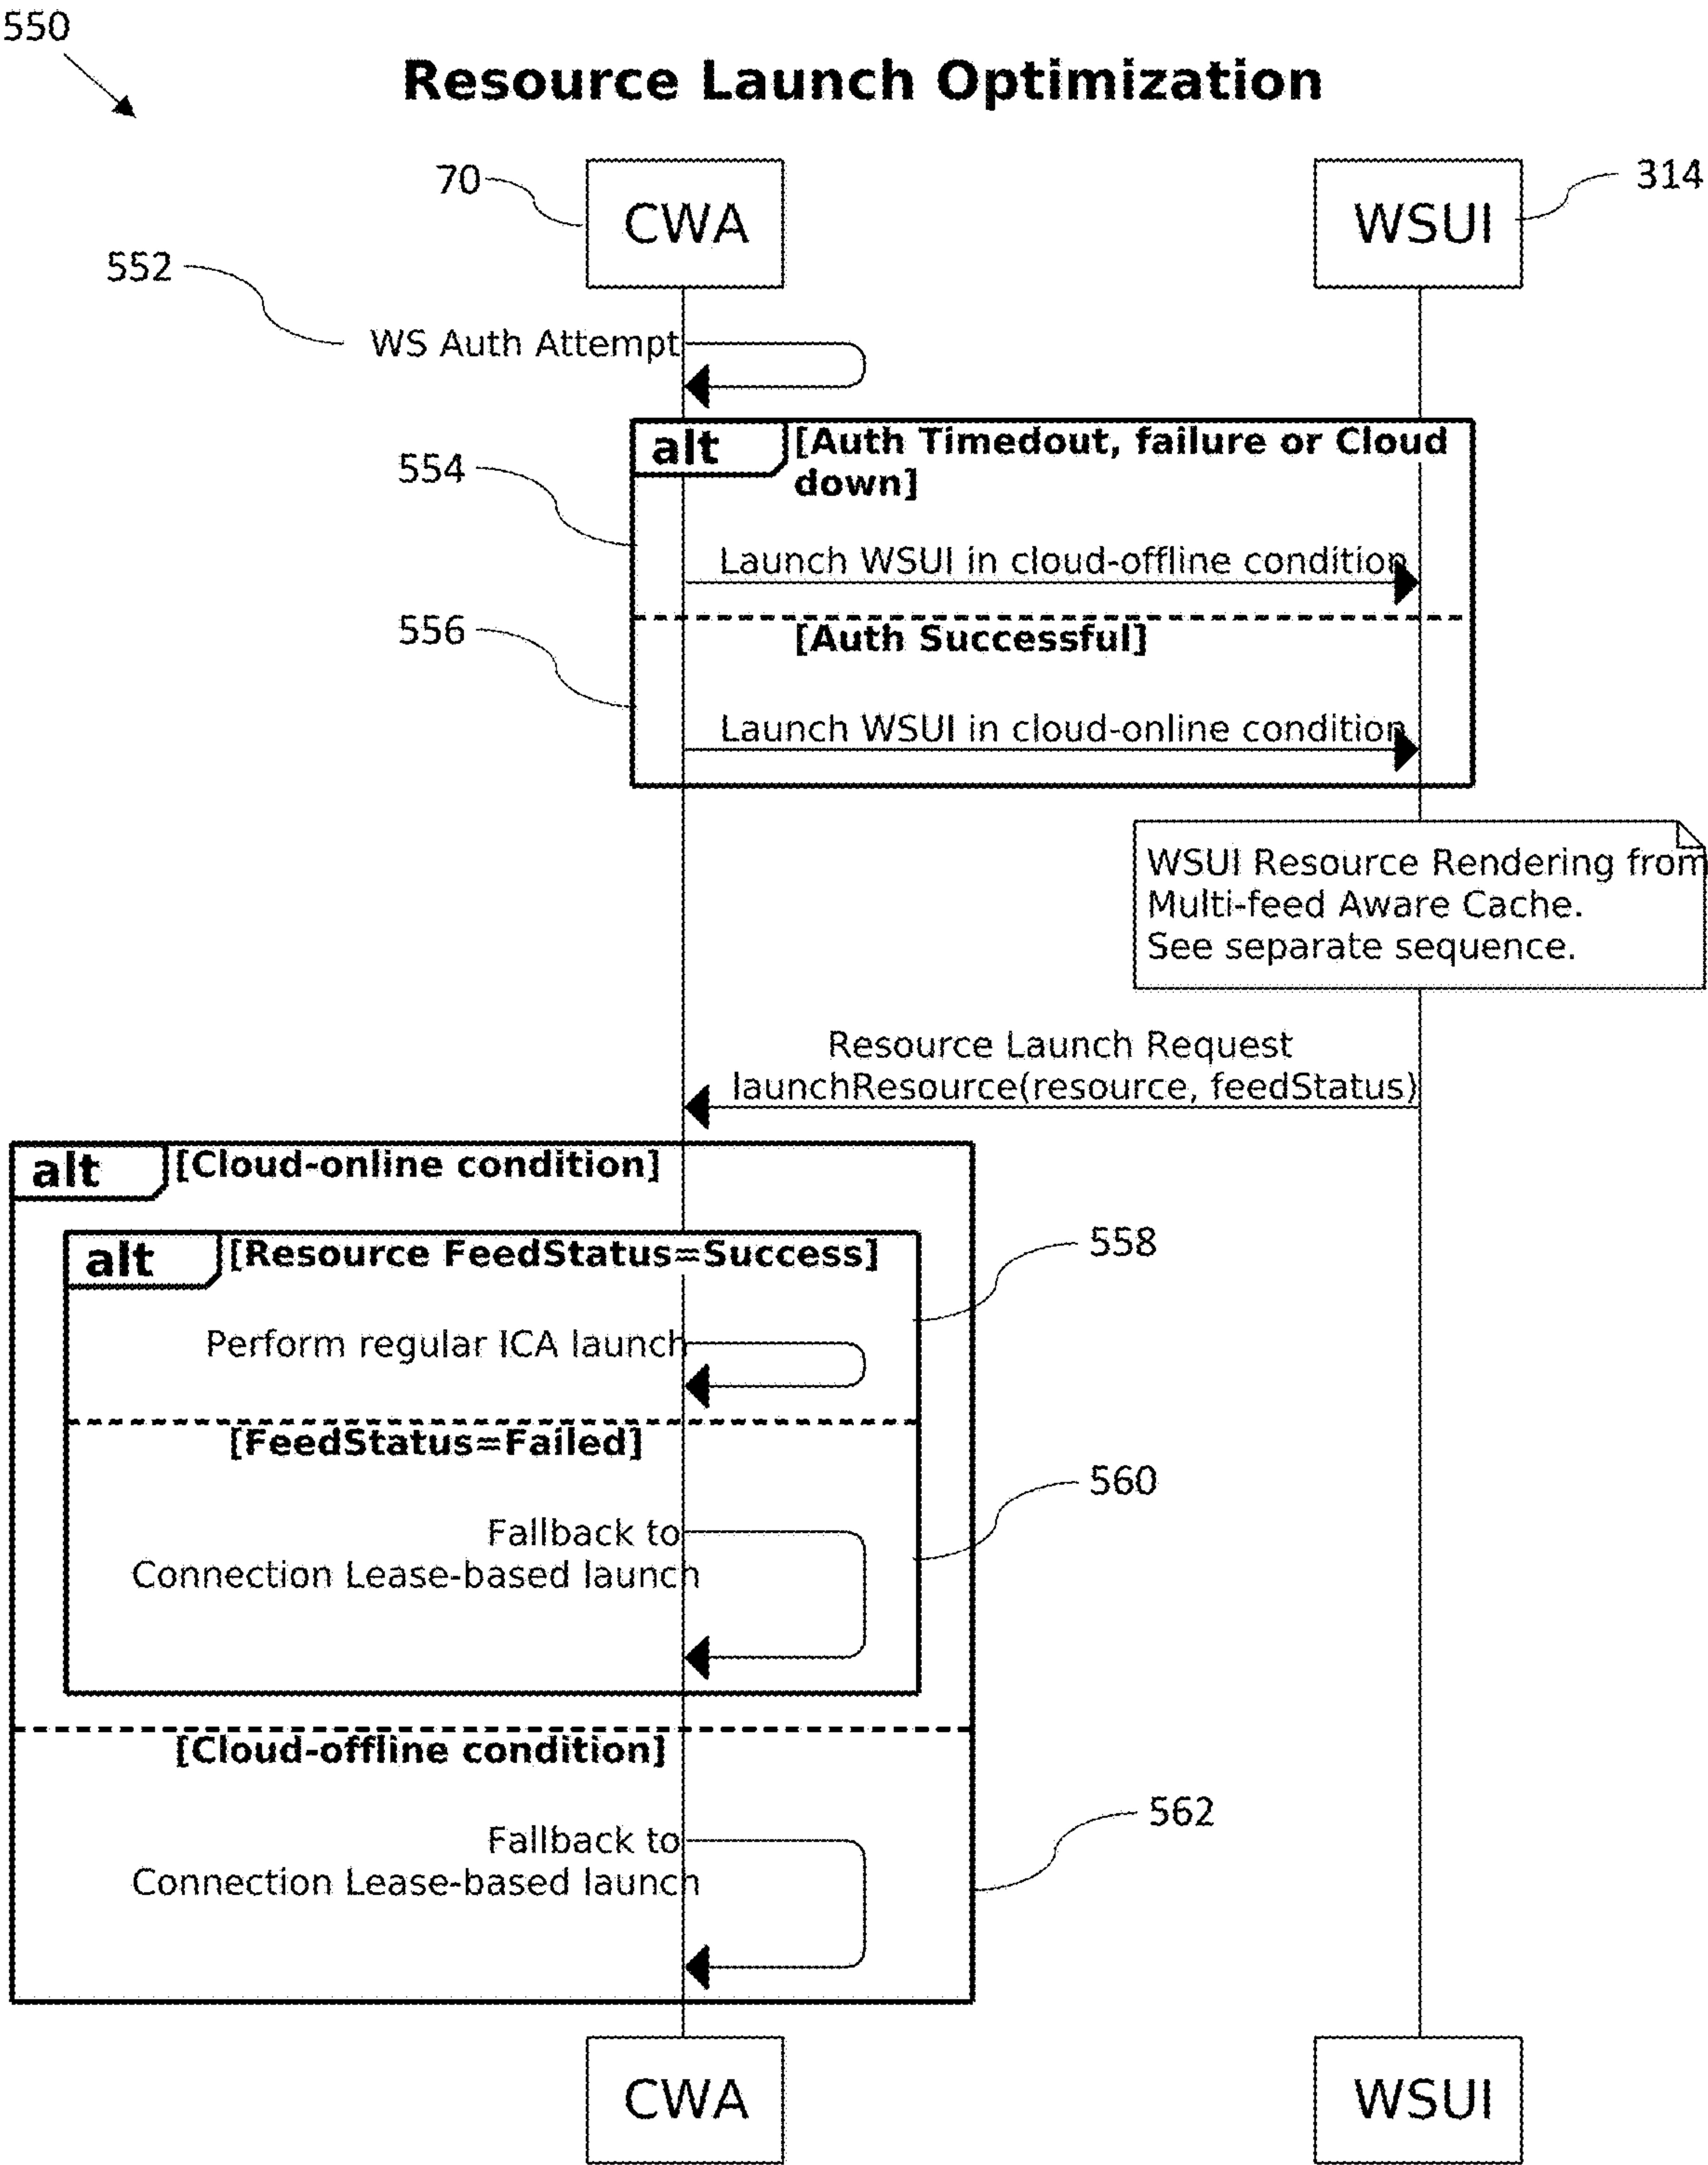 550
Resource Launch Optimization
70
CWA
WSUI
314
552
WS Auth Attempt
alt
[Auth Timedout, failure or Cloud
down]
554
Launch WSUI in cloud-offline condition
556
[Auth Successful]
Launch WSUI in cloud-online condition
WSUI Resource Rendering from
Multi-feed Aware Cache.
See separate sequence.
Resource Launch Request
launchResource(resource, feedStatus)
alt
[Cloud-online condition]
alt
[Resource FeedStatus=Success]
558
Perform regular ICA launch
[FeedStatus=Failed]
560
Fallback to
Connection Lease-based launch
[Cloud-offline condition]
562
Fallback to
Connection Lease-based launch
CWA
WSUI